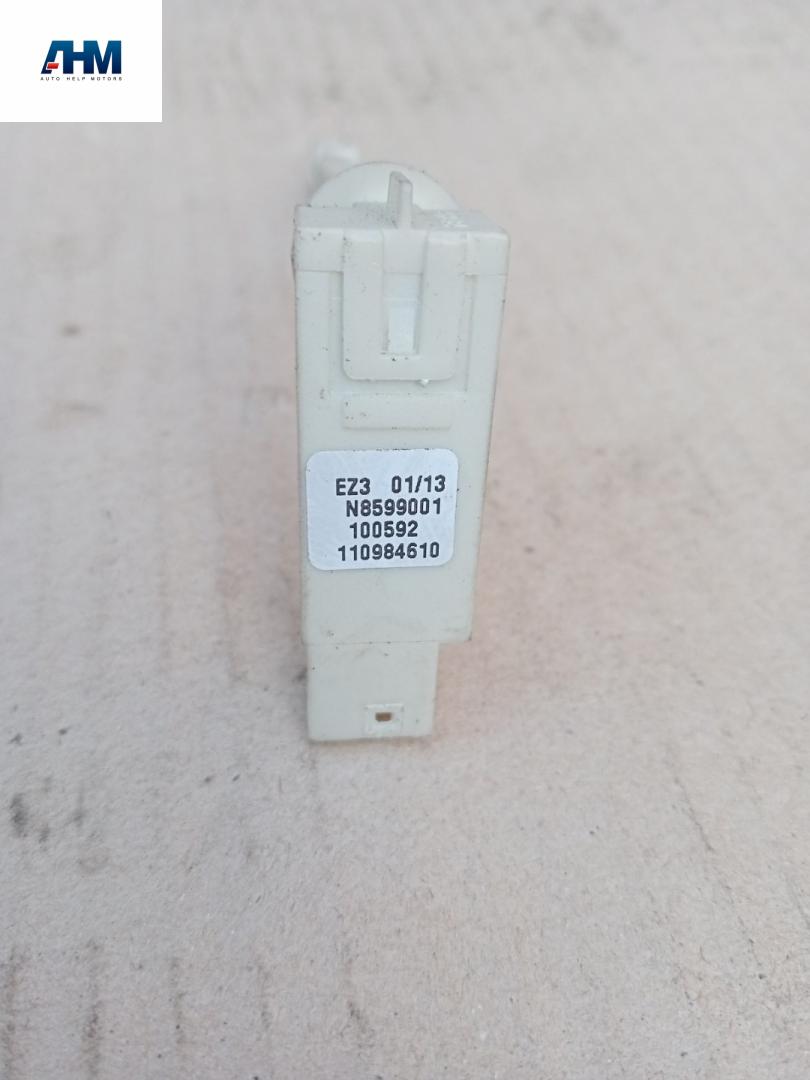 AHM
AUTO HELP MOTORS
EZ3 01/13
N8599001
100592
110984610